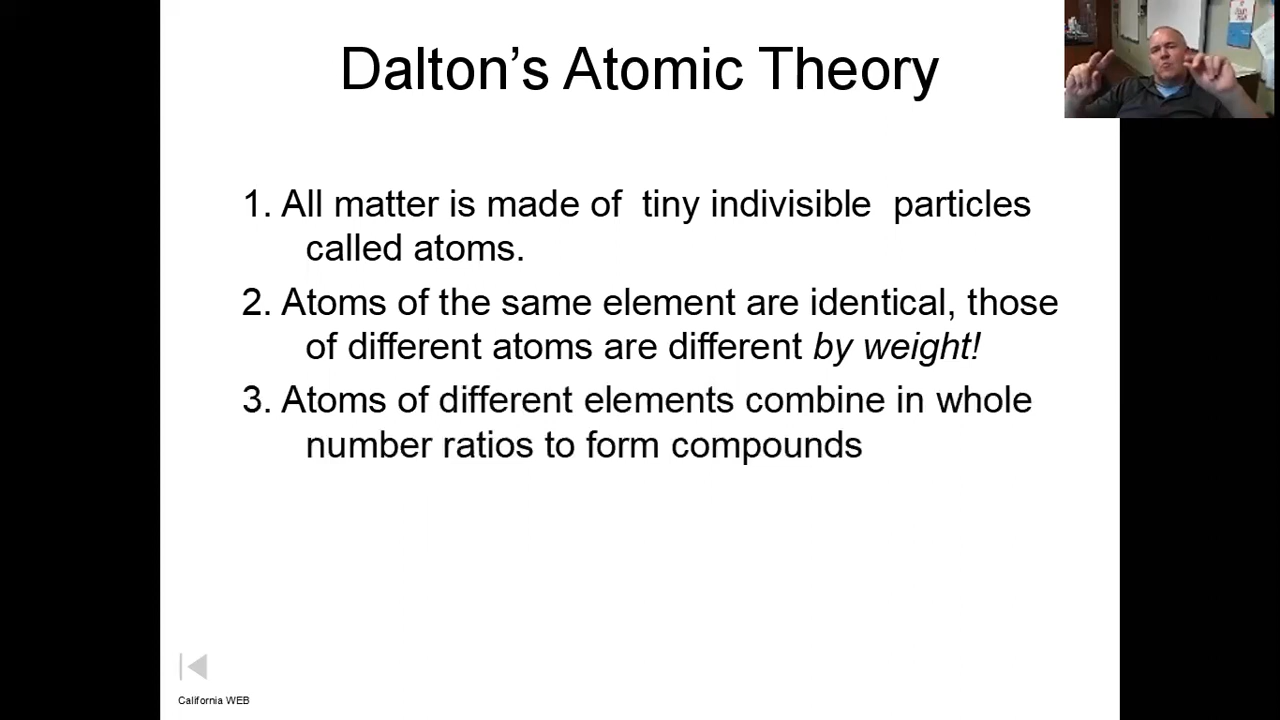 Dalton's Atomic Theory
1. All matter is made of  tiny indivisible  particles
called atoms.
2. Atoms of the same element are identical, those
of different atoms are different by weight!
3. Atoms of different elements combine in whole
number ratios to form compounds
California WEB